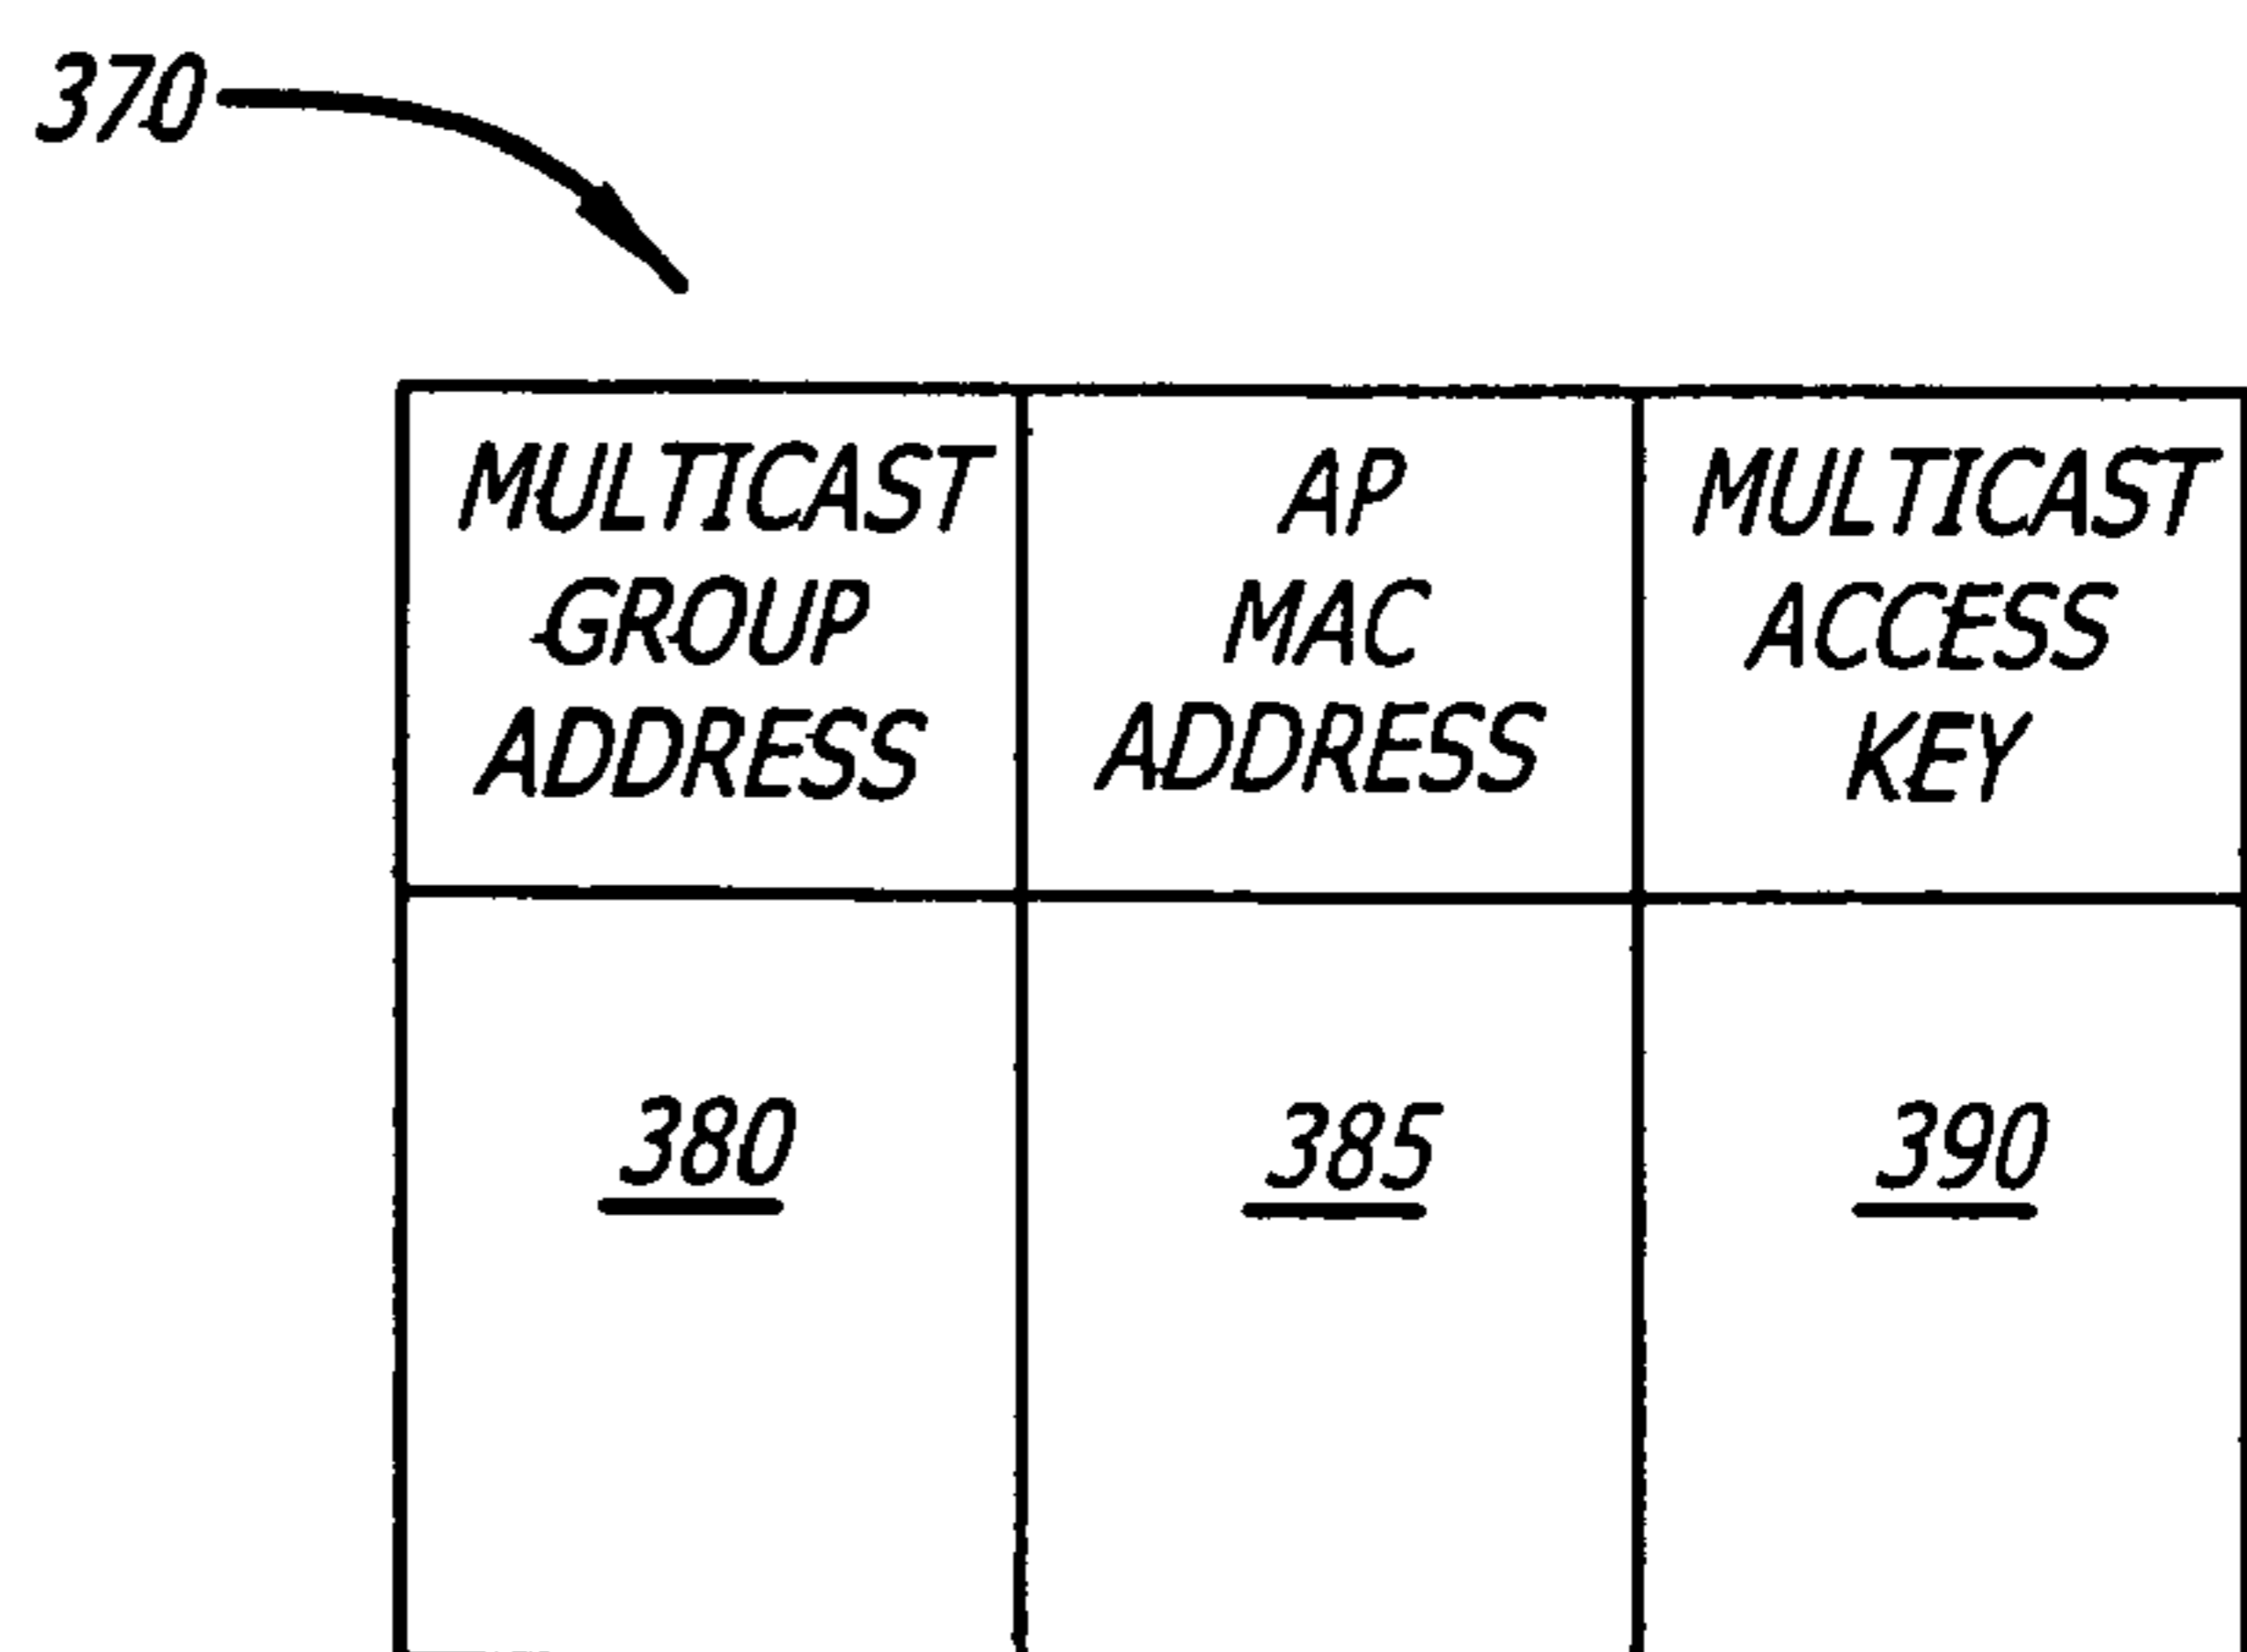 370
MULTICAST
GROUP
ADDRESS
AP
MAC
ADDRESS
MULTICAST
ACCESS
KEY
380
385
390